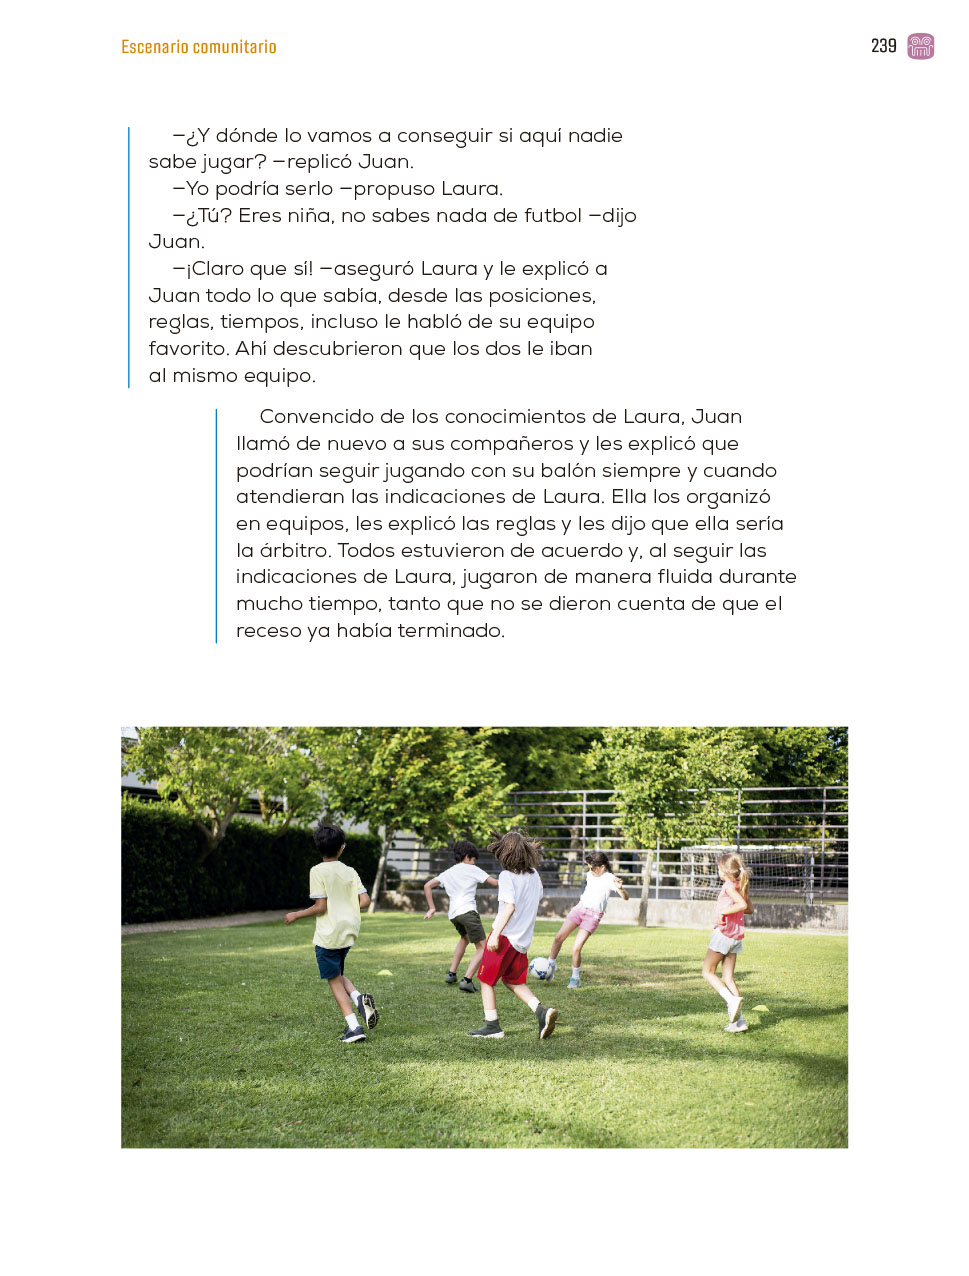 Escenario comunitario
239
—¿Y dónde lo vamos a conseguir si aquí nadie
sabe jugar? —replicó Juan.
—Yo podría serlo —propuso Laura.
—¿Tú? Eres niña, no sabes nada de futbol —dijo
Juan.
—¡Claro que sí! —aseguró Laura y le explicó a
Juan todo lo que sabía, desde las posiciones,
reglas, tiempos, incluso le habló de su equipo
favorito. Ahí descubrieron que los dos le iban
al mismo equipo.
Convencido de los conocimientos de Laura, Juan
llamó de nuevo a sus compañeros y les explicó que
podrían seguir jugando con su balón siempre y cuando
atendieran las indicaciones de Laura. Ella los organizó
en equipos, les explicó las reglas y les dijo que ella sería
la árbitro. Todos estuvieron de acuerdo y, al seguir las
indicaciones de Laura, jugaron de manera fluida durante
mucho tiempo, tanto que no se dieron cuenta de que el
receso ya había terminado.